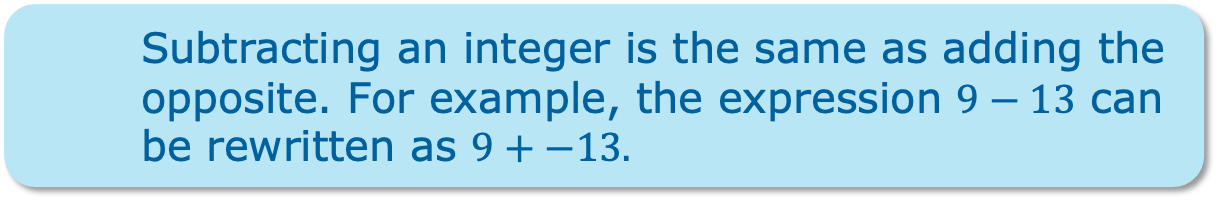 Subtracting an integer is the same as adding the
opposite. For example, the expression 9 − 13 can
be rewritten as 9 + −13.